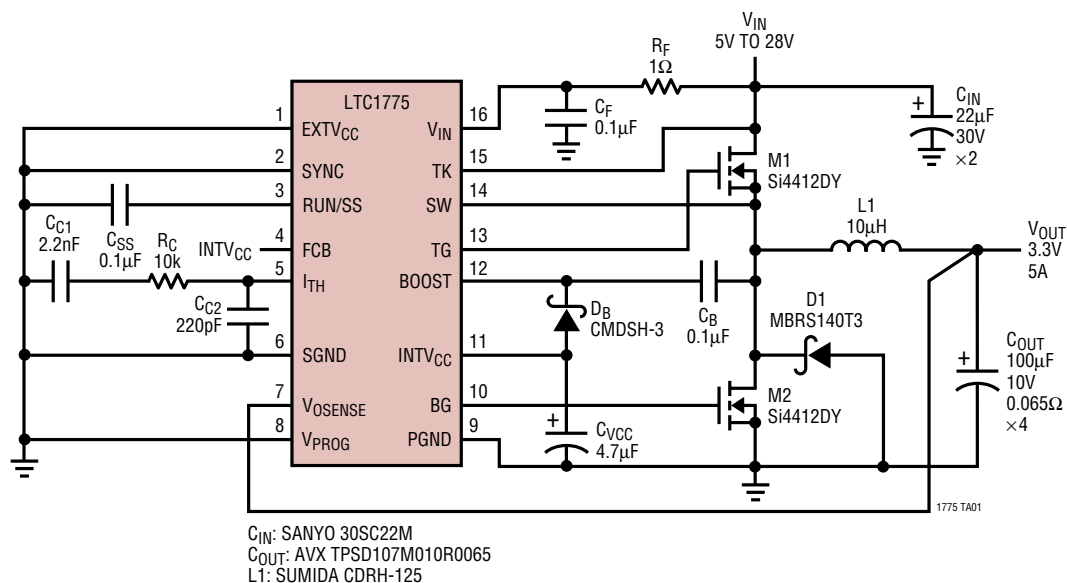 V_IN
5V TO 28V
R_F
1Ω
LTC1775
C_F
0.1µF
C_IN
22µF
30V
×2
+
1
EXTV_CC
16
V_IN
2
SYNC
15
TK
3
RUN/SS
14
SW
4
FCB
INTV_CC
13
TG
5
I_TH
12
BOOST
6
SGND
11
INTV_CC
7
V_OSENSE
10
BG
8
V_PROG
9
PGND
C_C1
2.2nF
C_SS
0.1µF
R_C
10k
C_C2
220pF
M1
Si4412DY
L1
10µH
V_OUT
3.3V
5A
D_B
CMDSH-3
C_B
0.1µF
D1
MBRS140T3
M2
Si4412DY
+
C_VCC
4.7µF
+
C_OUT
100µF
10V
0.065Ω
×4
1775 TA01
C_IN: SANYO 30SC22M
C_OUT: AVX TPSD107M010R0065
L1: SUMIDA CDRH-125